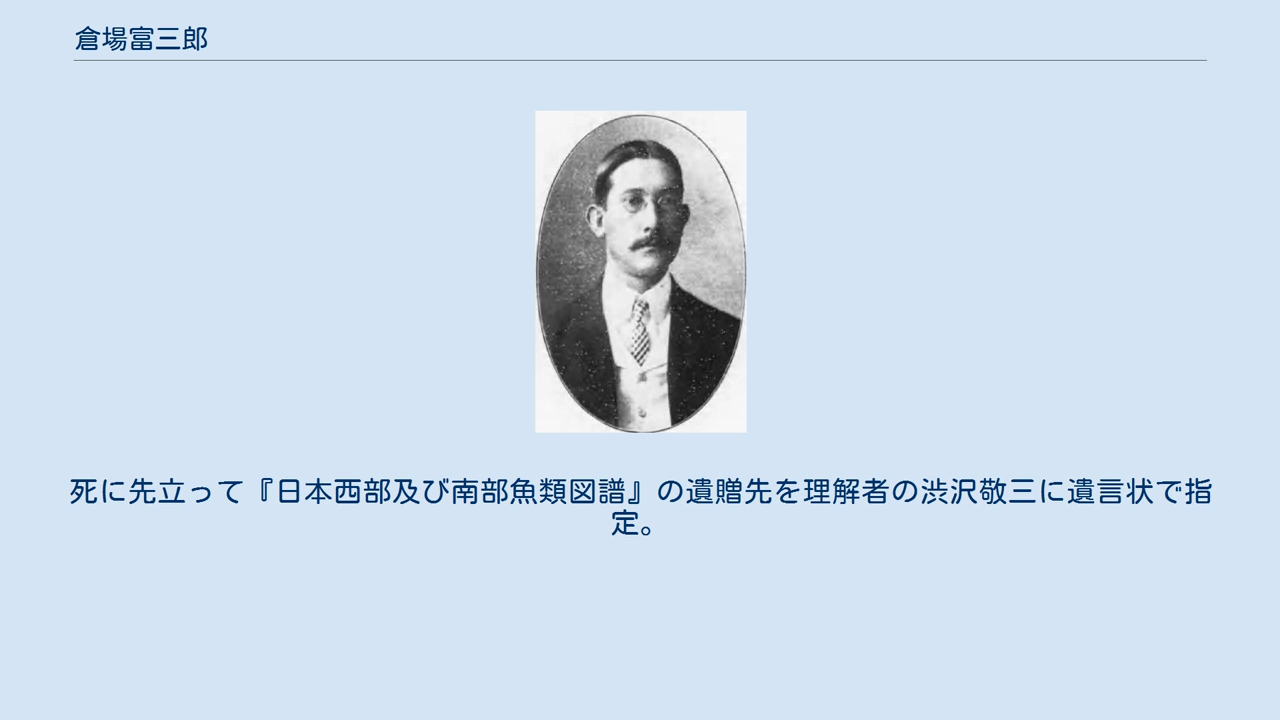 倉場富三郎
死に先立って『日本西部及び南部魚類図譜』の遺贈先を理解者の渋沢敬三に遺言状で指
定。